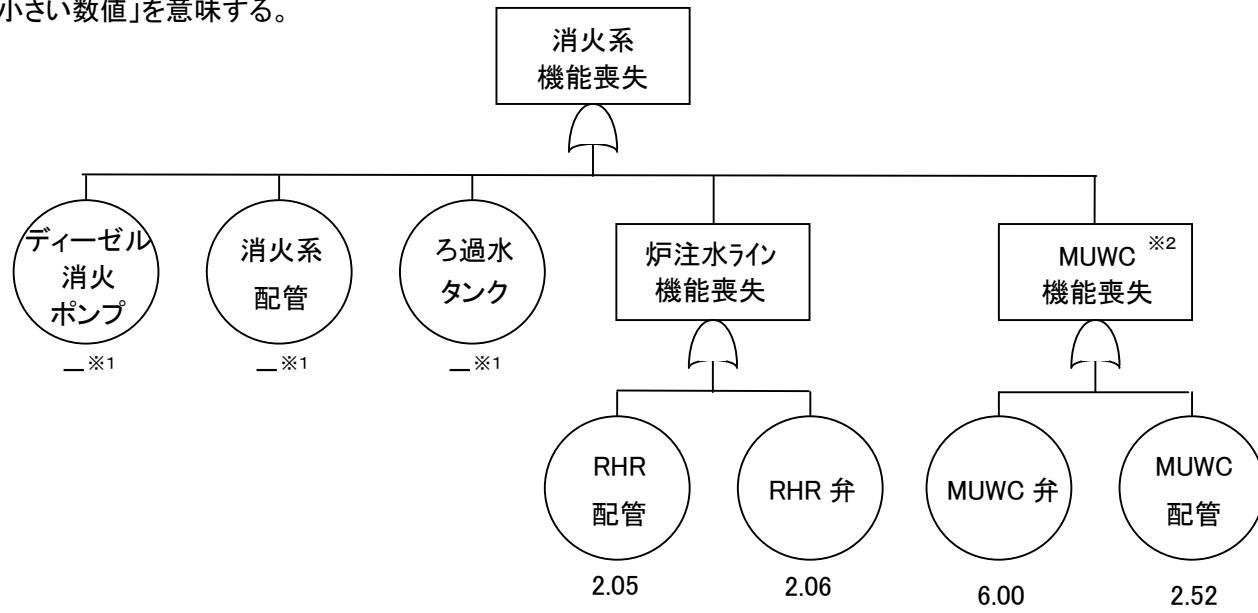 小さい数値」を意味する。
消火系
機能喪失
ディーゼル
消火
ポンプ
―※1
消火系
配管
―※1
ろ過水
タンク
―※1
炉注水ライン
機能喪失
MUWC ※2
機能喪失
RHR
配管
2.05
RHR 弁
2.06
MUWC 弁
6.00
MUWC
配管
2.52